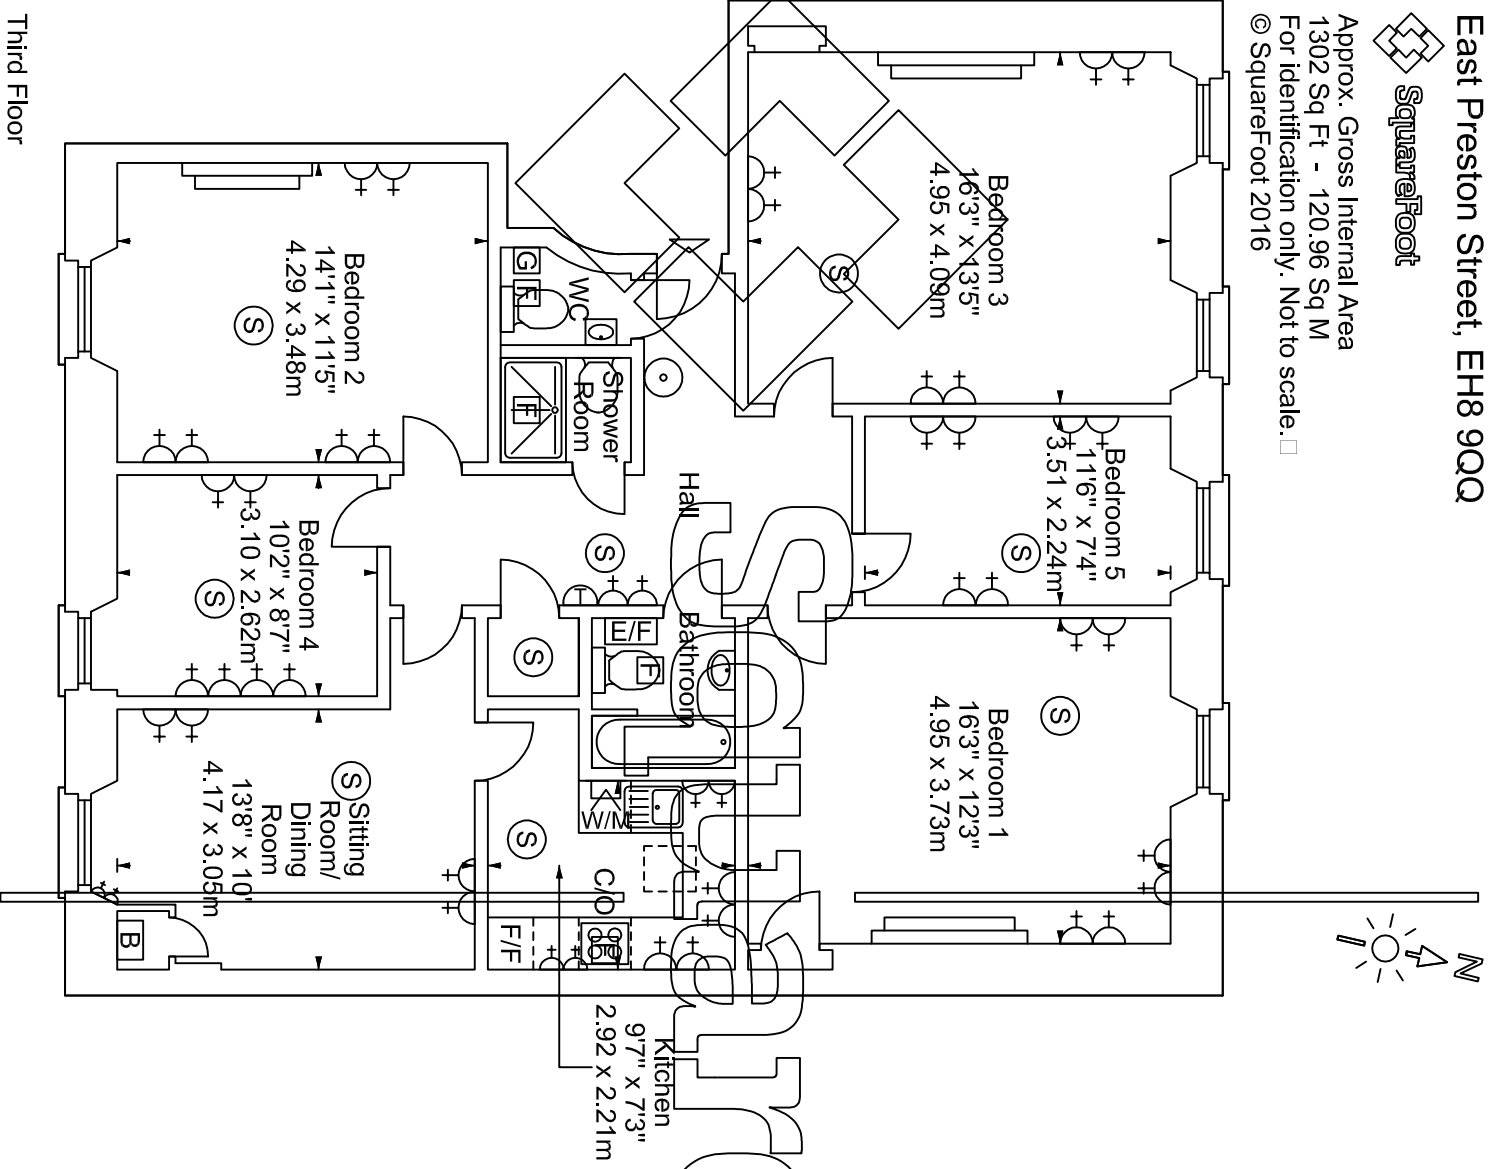 East Preston Street, EH8 9QQ
SquareFoot
Approx. Gross Internal Area
1302 Sq Ft - 120.96 Sq M
For identification only. Not to scale.
© SquareFoot 2016
N
Bedroom 3
16'3" x 13'5"
4.95 x 4.09m
S
Bedroom 5
11'6" x 7'4"
3.51 x 2.24m
S
Bedroom 1
16'3" x 12'3"
4.95 x 3.73m
S
Hall
S
T
Bathroom
E/F
F
WC
G
F
Shower
Room
F
S
Kitchen
9'7" x 7'3"
2.92 x 2.21m
W/M
C/O
F/F
S
Bedroom 2
14'1" x 11'5"
4.29 x 3.48m
S
Bedroom 4
10'2" x 8'7"
3.10 x 2.62m
S
Sitting
Room/
Dining
Room
13'8" x 10'
4.17 x 3.05m
S
B
Third Floor